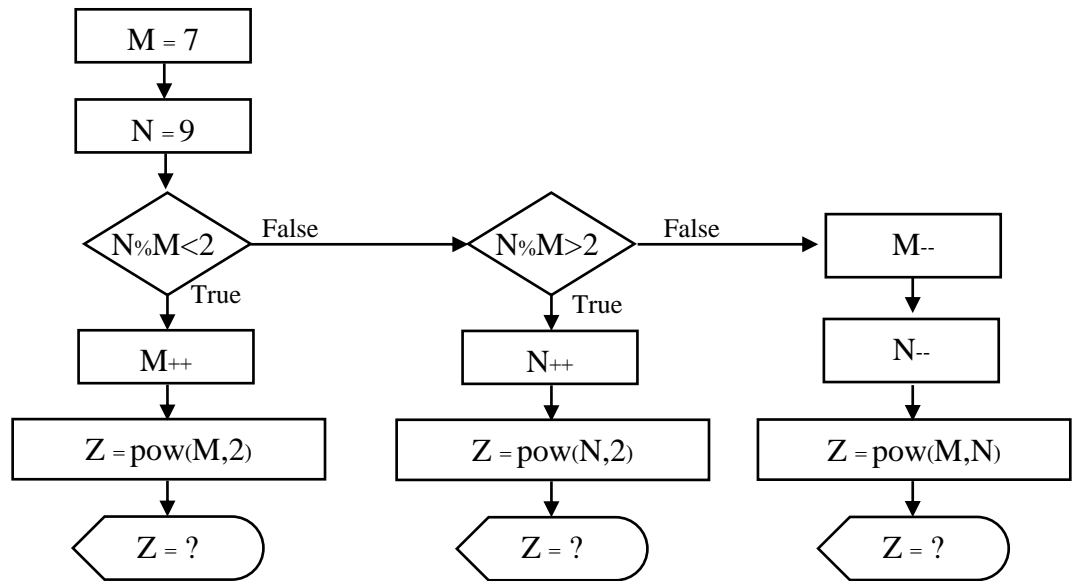 M = 7
N = 9
N%M<2
False
N%M>2
False
M--
True
True
M++
N++
N--
Z = pow(M,2)
Z = pow(N,2)
Z = pow(M,N)
Z = ?
Z = ?
Z = ?